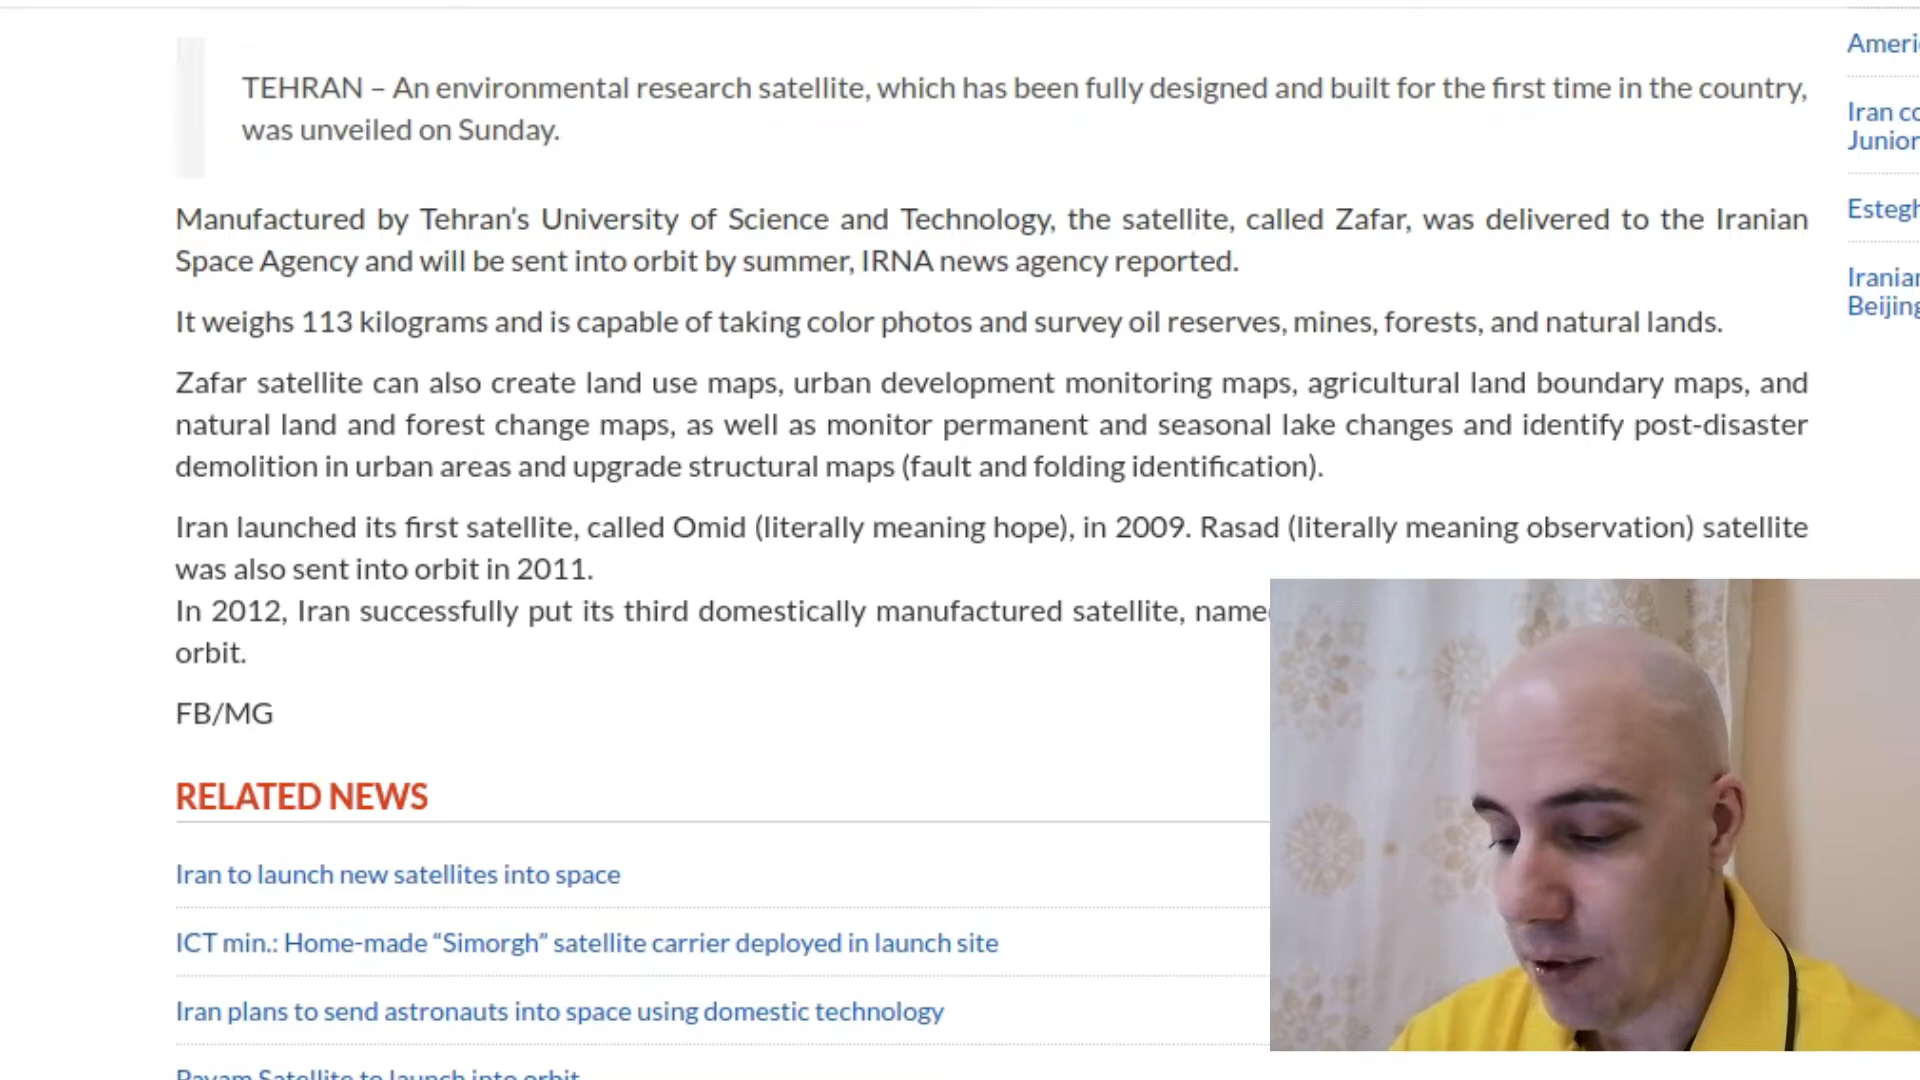 TEHRAN – An environmental research satellite, which has been fully designed and built for the first time in the country,
was unveiled on Sunday.
Manufactured by Tehran’s University of Science and Technology, the satellite, called Zafar, was delivered to the Iranian
Space Agency and will be sent into orbit by summer, IRNA news agency reported.
It weighs 113 kilograms and is capable of taking color photos and survey oil reserves, mines, forests, and natural lands.
Zafar satellite can also create land use maps, urban development monitoring maps, agricultural land boundary maps, and
natural land and forest change maps, as well as monitor permanent and seasonal lake changes and identify post-disaster
demolition in urban areas and upgrade structural maps (fault and folding identification).
Iran launched its first satellite, called Omid (literally meaning hope), in 2009. Rasad (literally meaning observation) satellite
was also sent into orbit in 2011.
In 2012, Iran successfully put its third domestically manufactured satellite,
orbit.
FB/MG
RELATED NEWS
Iran to launch new satellites into space
ICT min.: Home-made “Simorgh” satellite carrier deployed in launch site
Iran plans to send astronauts into space using domestic technology
Payam Satellite to launch into orbit
Iran
Junior